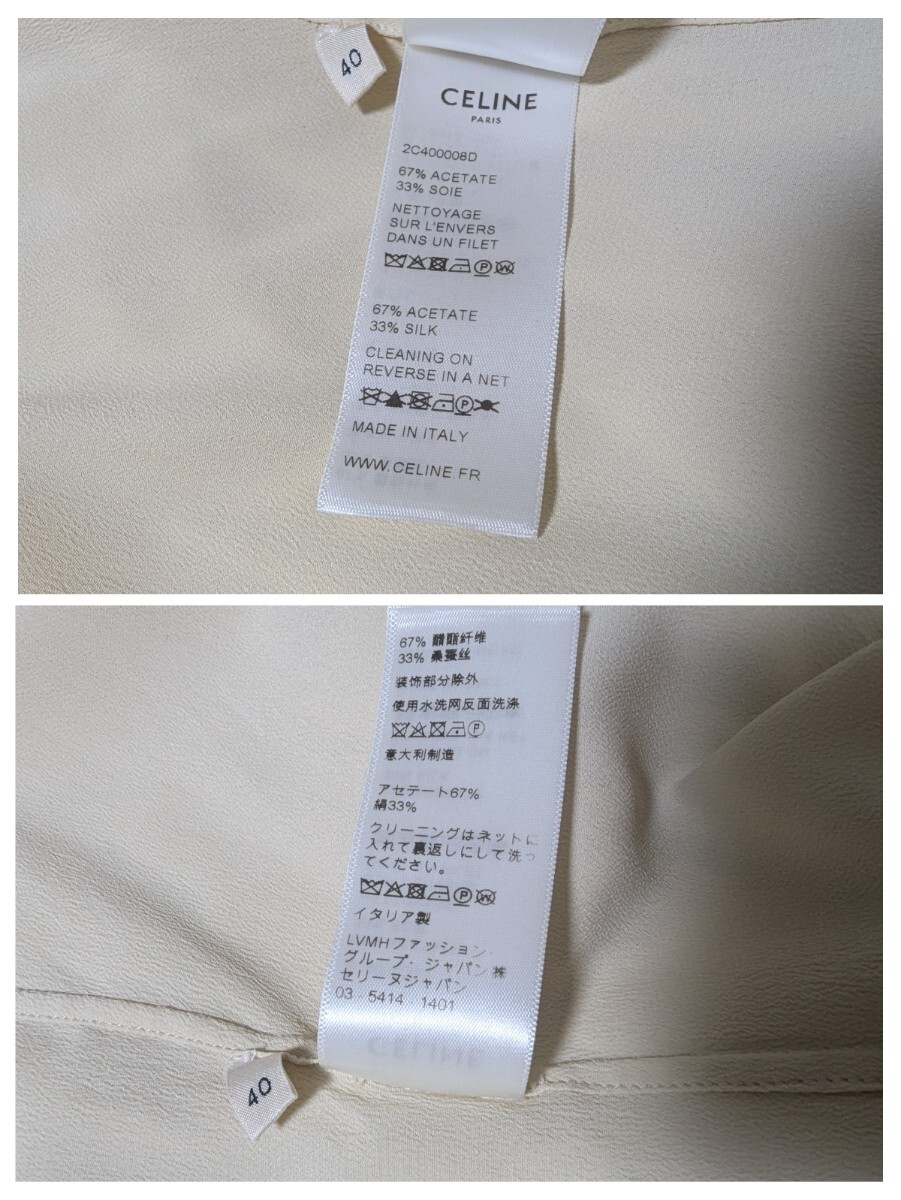 40
CELINE
PARIS
2C400008D
67% ACETATE
33% SOIE
NETTOYAGE
SUR L'ENVERS
DANS UN FILET
67% ACETATE
33% SILK
CLEANING ON
REVERSE IN A NET
MADE IN ITALY
WWW.CELINE.FR
67% 醋酯纤维
33% 桑蚕丝
装饰部分除外
使用水洗网反面洗涤
意大利制造
アセテート67%
絹33%
クリーニングはネットに
入れて裏返しにして洗っ
てください。
イタリア製
LVMHファッション・
グループ・ジャパン㈱
セリーヌジャパン
03 5414 1401
40